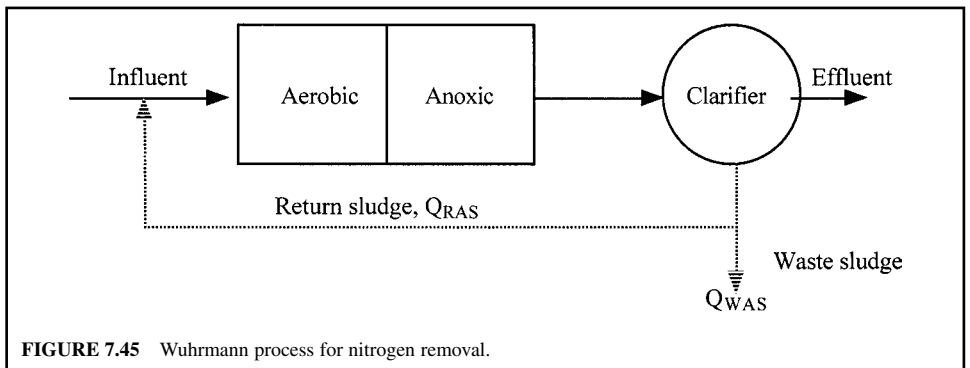 Influent
Aerobic
Anoxic
Clarifier
Effluent
Return sludge, QRAS
Waste sludge
QWAS
FIGURE 7.45 Wuhrmann process for nitrogen removal.